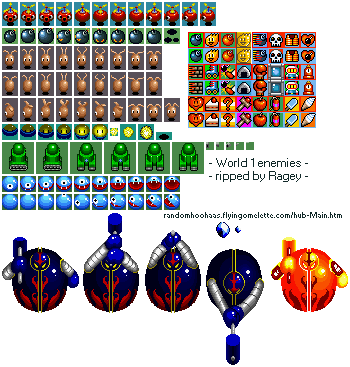 - World 1 enemies -
- ripped by Ragey -
randomhoohaas.flyingomelette.com/hub-Main.htm